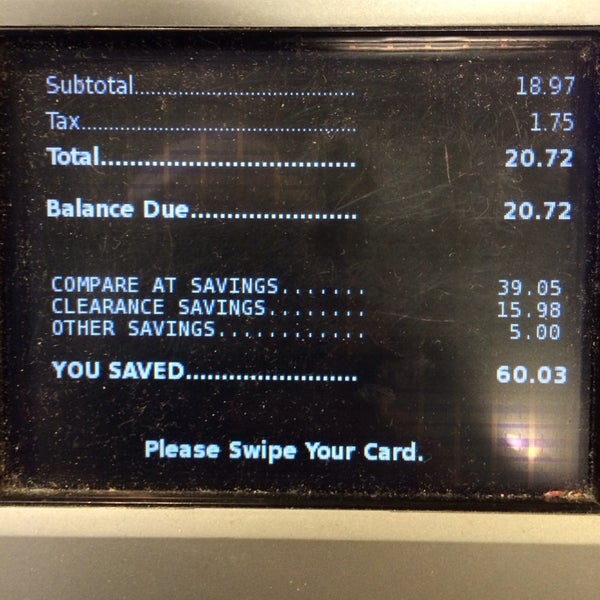 Subtotal..................................... 18.97
Tax............................................ 1.75
Total................................... 20.72
Balance Due....................... 20.72
COMPARE AT SAVINGS....... 39.05
CLEARANCE SAVINGS........ 15.98
OTHER SAVINGS............ 5.00
YOU SAVED........................ 60.03
Please Swipe Your Card.